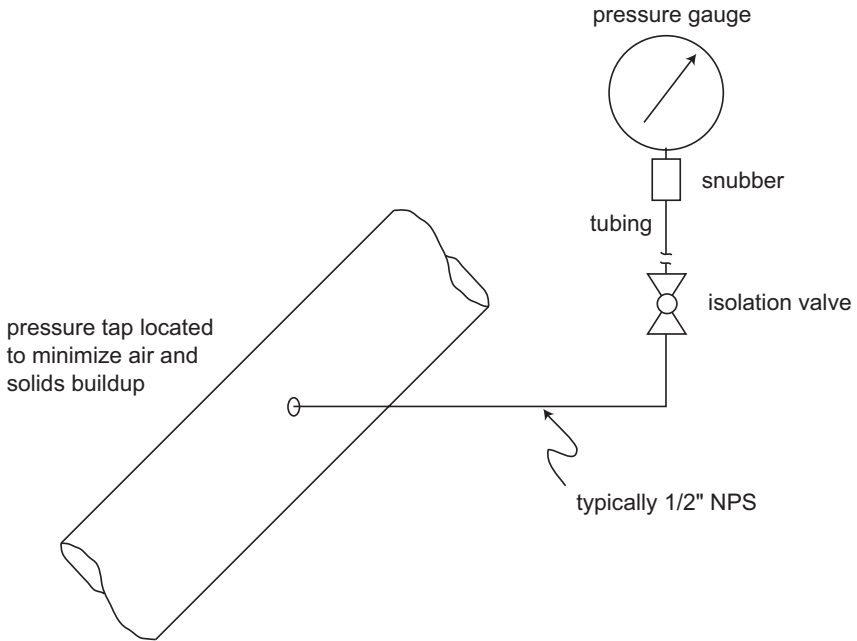 pressure gauge
snubber
tubing
isolation valve
pressure tap located
to minimize air and
solids buildup
typically 1/2" NPS